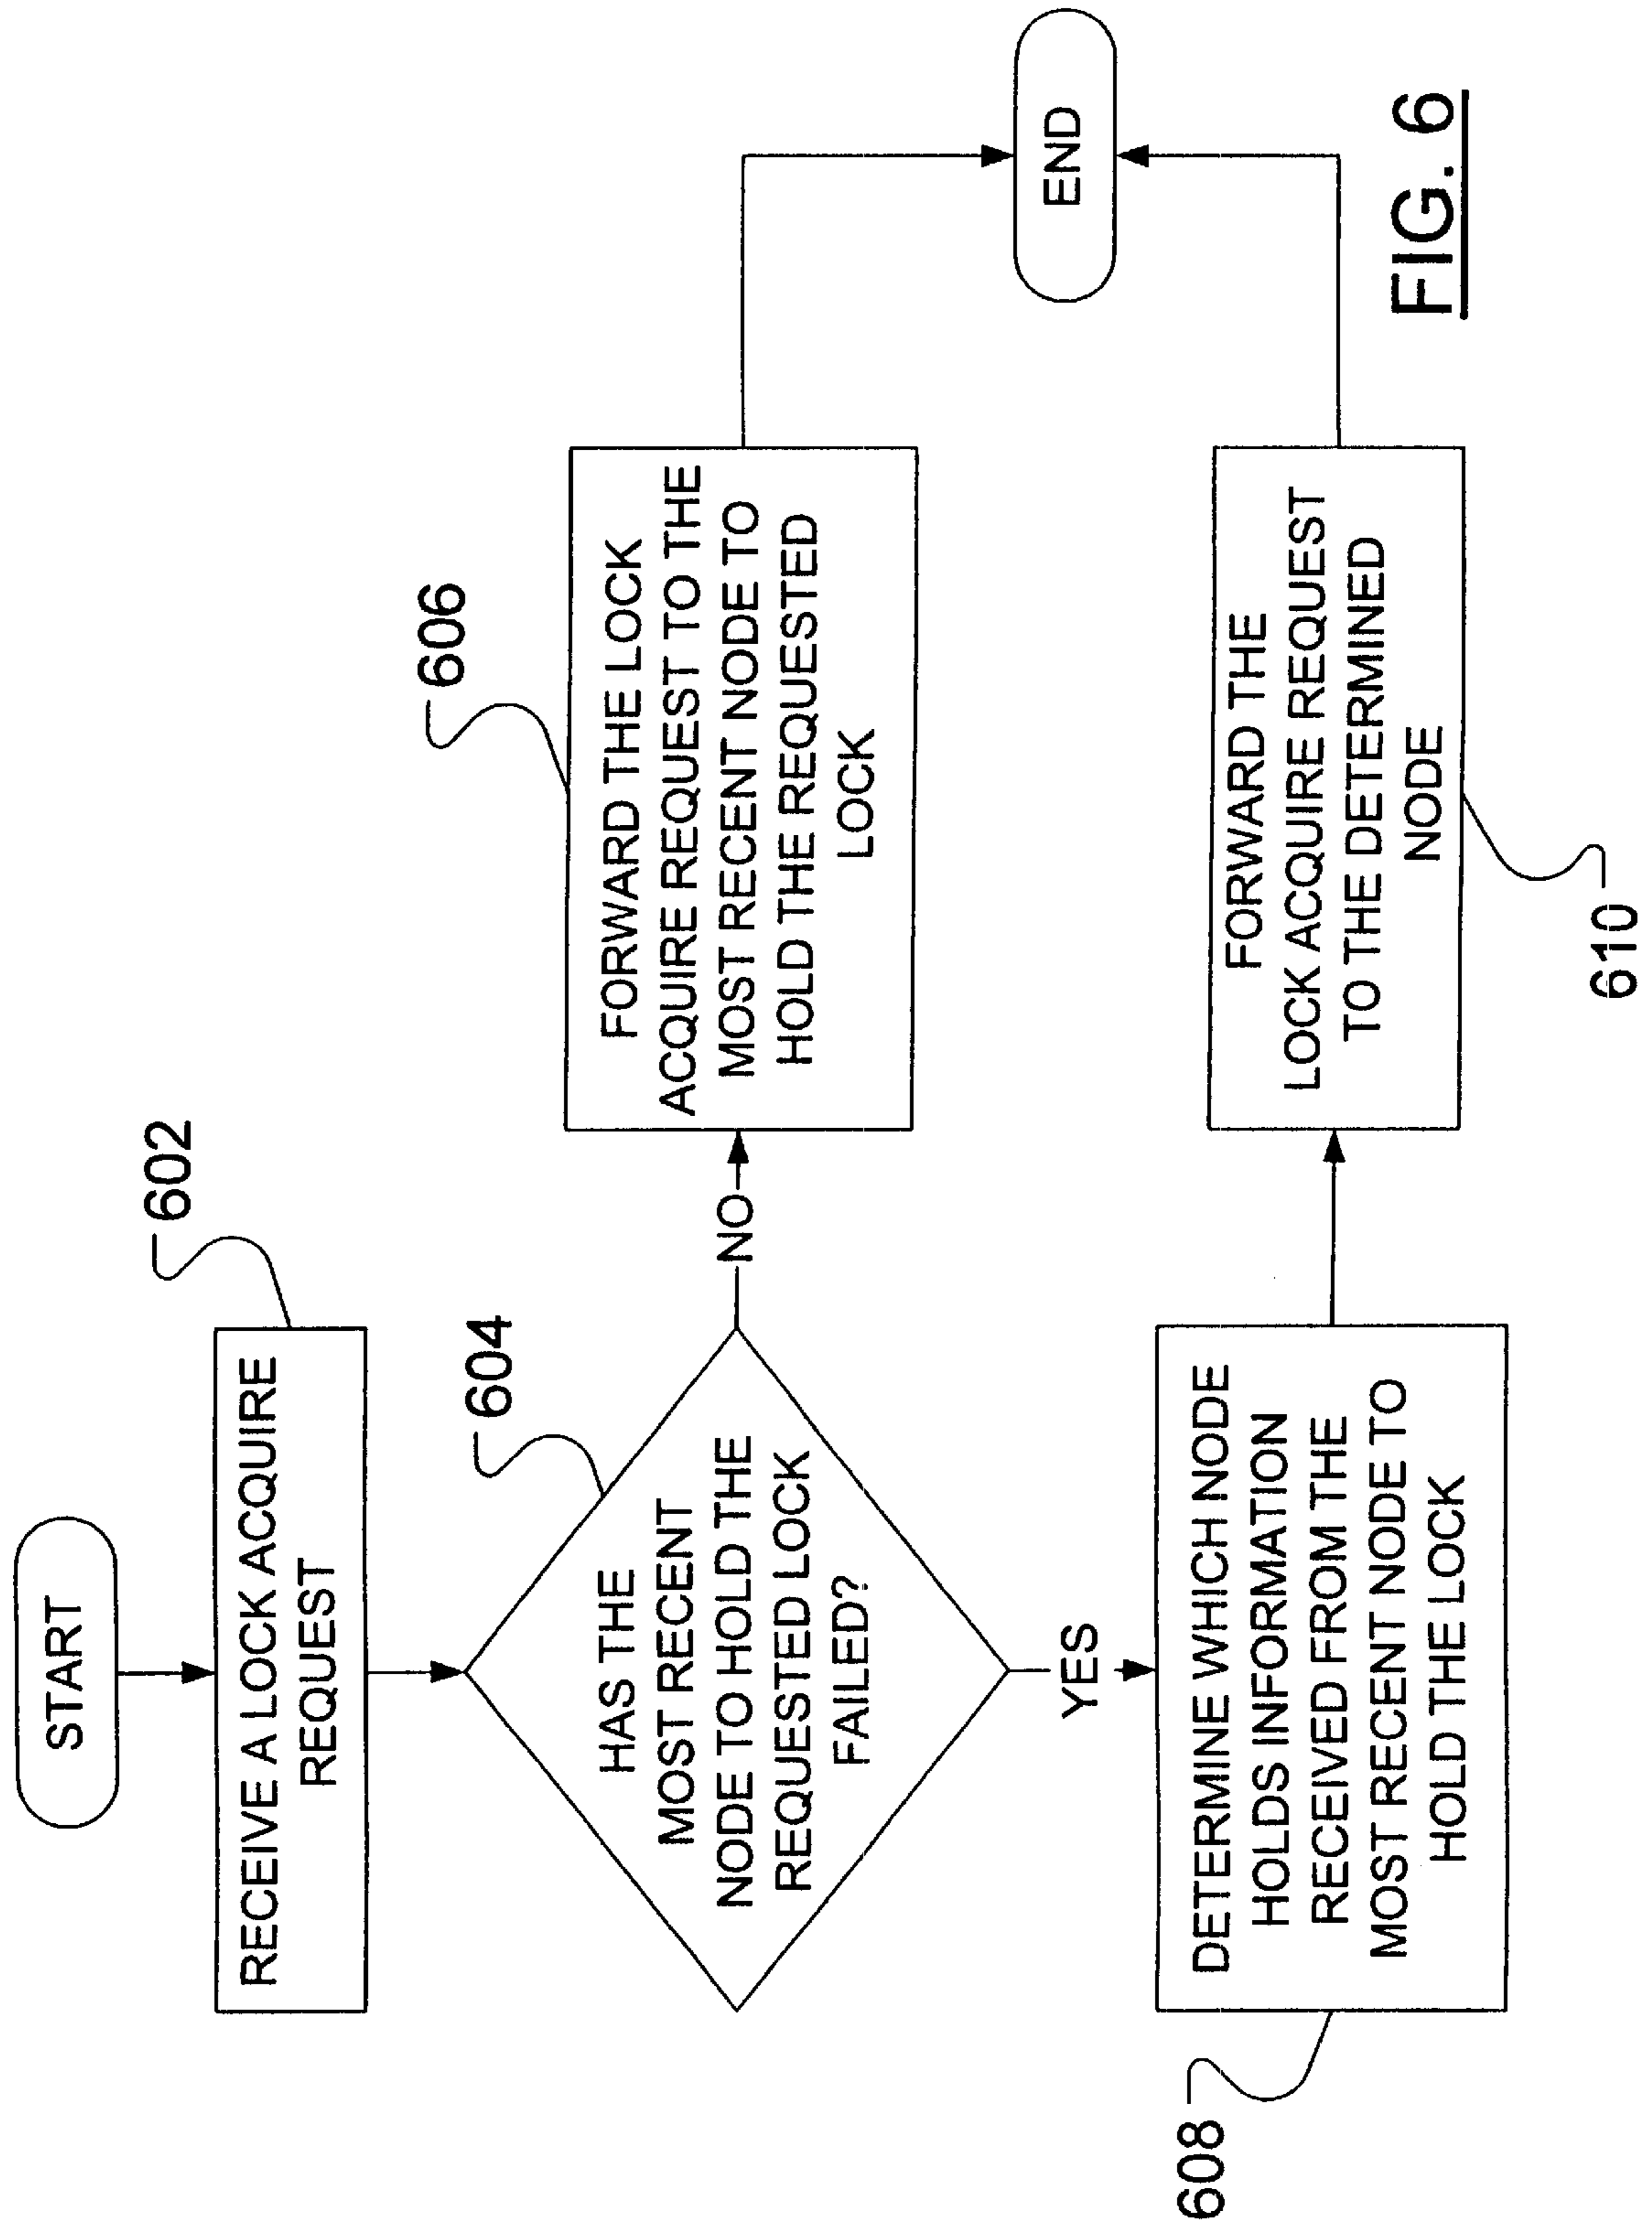 START
602
RECEIVE A LOCK ACQUIRE
REQUEST
604
HAS THE
MOST RECENT
NODE TO HOLD THE
REQUESTED LOCK
FAILED?
NO
606
FORWARD THE LOCK
ACQUIRE REQUEST TO THE
MOST RECENT NODE TO
HOLD THE REQUESTED
LOCK
YES
608
DETERMINE WHICH NODE
HOLDS INFORMATION
RECEIVED FROM THE
MOST RECENT NODE TO
HOLD THE LOCK
FORWARD THE
LOCK ACQUIRE REQUEST
TO THE DETERMINED
NODE
610
END
FIG. 6